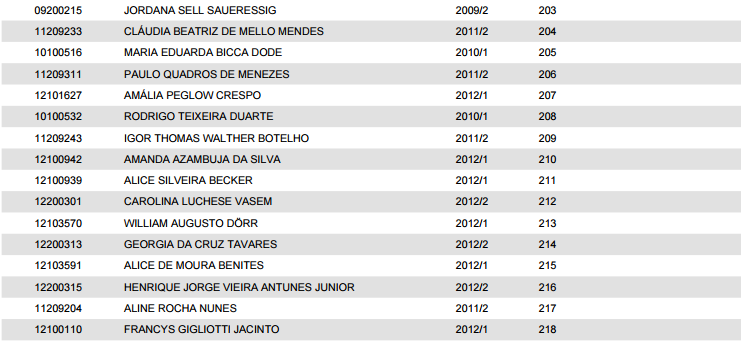 09200215 JORDANA SELL SAUERESSIG 2009/2 203
11209233 CLÁUDIA BEATRIZ DE MELLO MENDES 2011/2 204
10100516 MARIA EDUARDA BICCA DODE 2010/1 205
11209311 PAULO QUADROS DE MENEZES 2011/2 206
12101627 AMÁLIA PEGLOW CRESPO 2012/1 207
10100532 RODRIGO TEIXEIRA DUARTE 2010/1 208
11209243 IGOR THOMAS WALTHER BOTELHO 2011/2 209
12100942 AMANDA AZAMBUJA DA SILVA 2012/1 210
12100939 ALICE SILVEIRA BECKER 2012/1 211
12200301 CAROLINA LUCHESE VASEM 2012/2 212
12103570 WILLIAM AUGUSTO DÖRR 2012/1 213
12200313 GEORGIA DA CRUZ TAVARES 2012/2 214
12103591 ALICE DE MOURA BENITES 2012/1 215
12200315 HENRIQUE JORGE VIEIRA ANTUNES JUNIOR 2012/2 216
11209204 ALINE ROCHA NUNES 2011/2 217
12100110 FRANCYS GIGLIOTTI JACINTO 2012/1 218